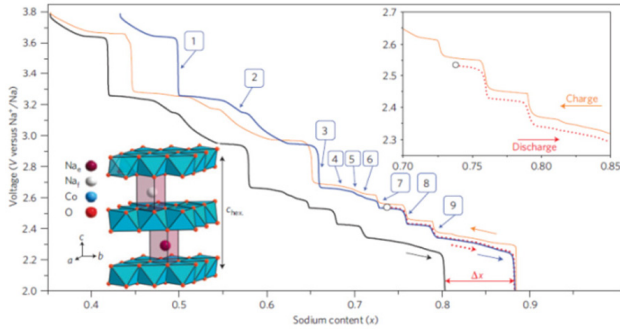 3.8
3.6
3.4
3.2
3.0
2.8
2.6
2.4
2.2
2.0
Voltage (V versus Na⁺/Na)
0.4
0.5
0.6
0.7
0.8
0.9
Sodium content (x)
1
2
3
4
5
6
7
8
9
Δx
Naₑ
Na_f
Co
O
c_hex.
c
a
b
2.7
2.6
2.5
2.4
2.3
0.70
0.75
0.80
0.85
Charge
Discharge